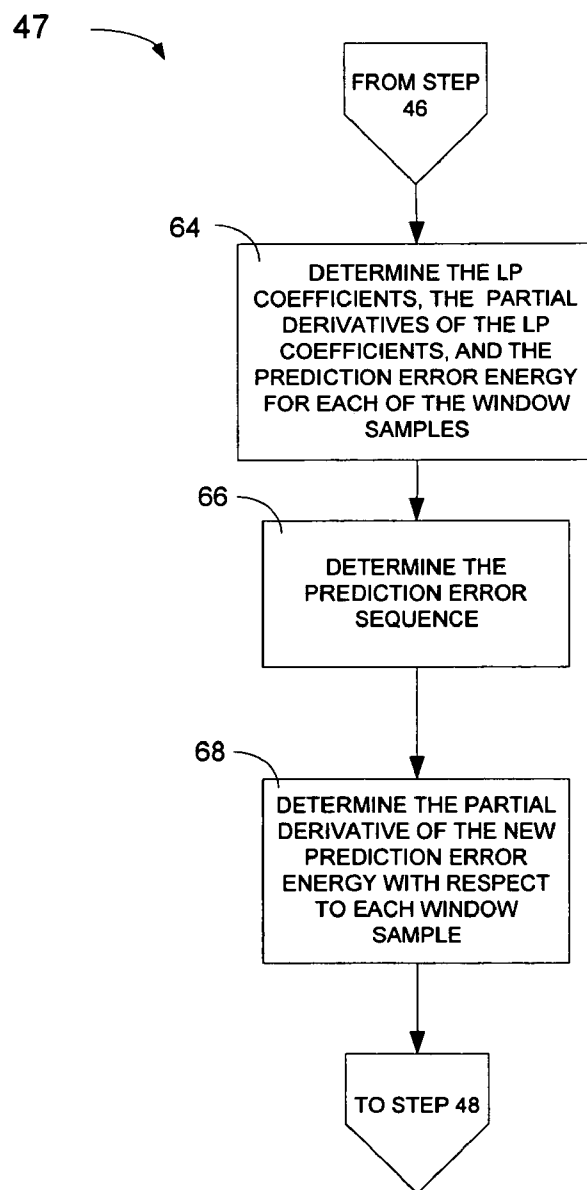 47
FROM STEP
46
64
DETERMINE THE LP
COEFFICIENTS, THE PARTIAL
DERIVATIVES OF THE LP
COEFFICIENTS, AND THE
PREDICTION ERROR ENERGY
FOR EACH OF THE WINDOW
SAMPLES
66
DETERMINE THE
PREDICTION ERROR
SEQUENCE
68
DETERMINE THE PARTIAL
DERIVATIVE OF THE NEW
PREDICTION ERROR
ENERGY WITH RESPECT
TO EACH WINDOW
SAMPLE
TO STEP 48